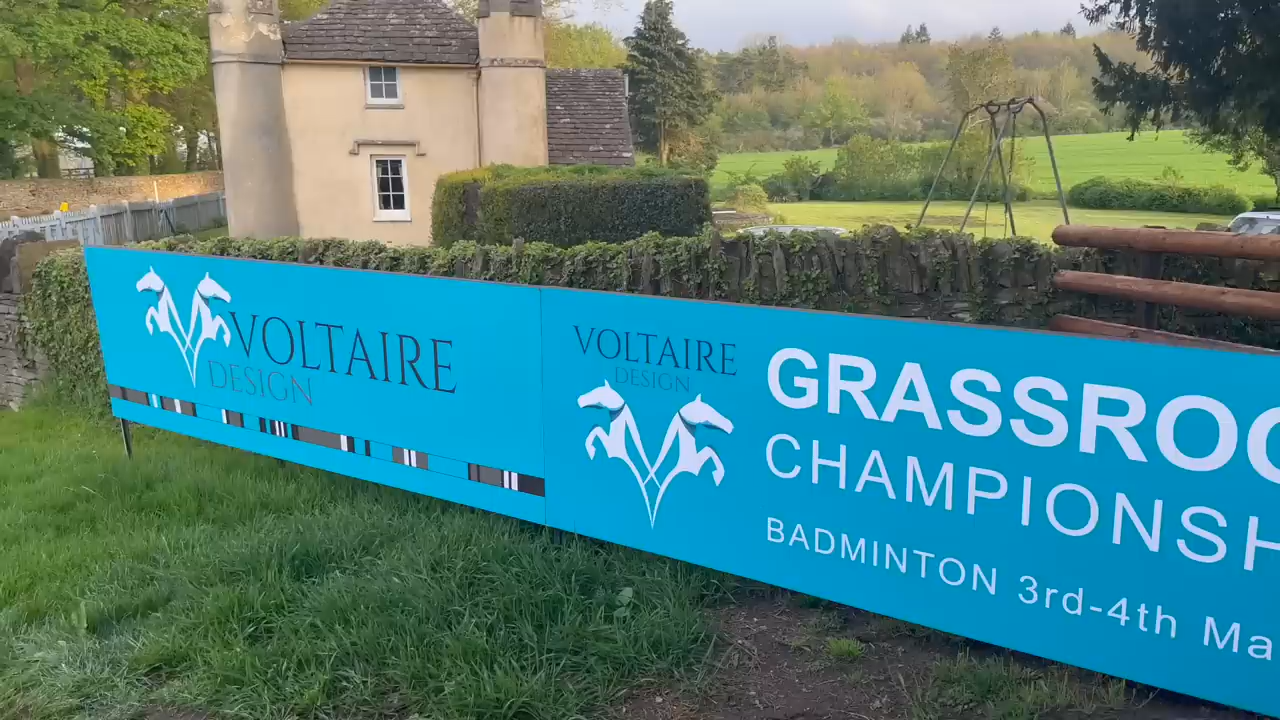 VOLTAIRE
DESIGN
VOLTAIRE
DESIGN
GRASSROO
CHAMPIONSH
BADMINTON 3rd-4th Ma